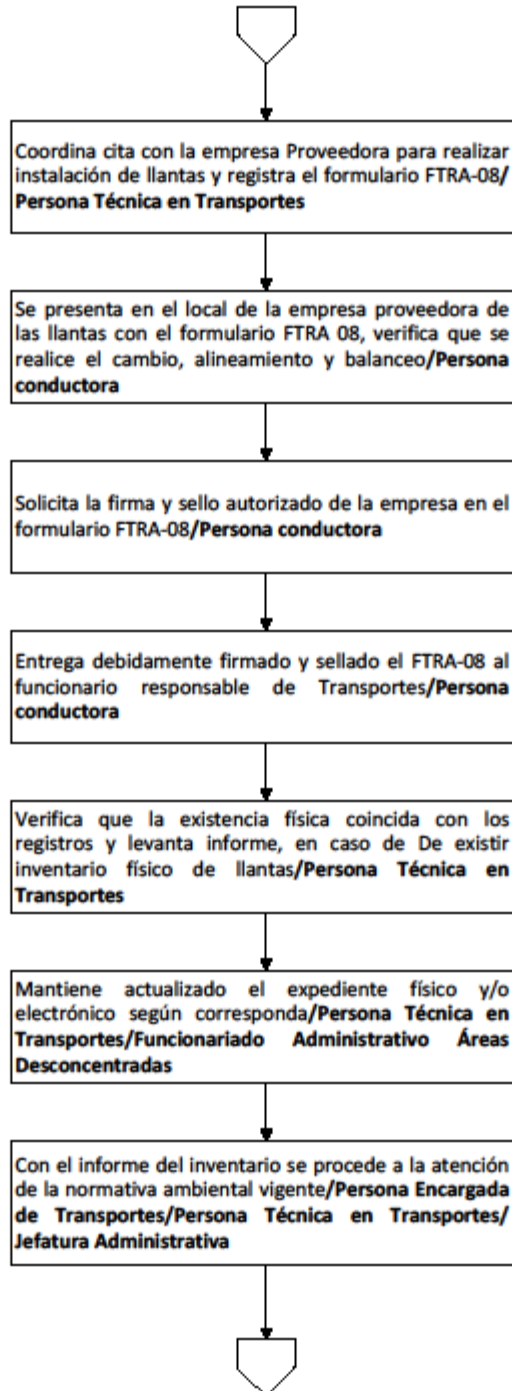 Coordina cita con la empresa Proveedora para realizar
instalación de llantas y registra el formulario FTRA-08/
Persona Técnica en Transportes
Se presenta en el local de la empresa proveedora de
las llantas con el formulario FTRA 08, verifica que se
realice el cambio, alineamiento y balanceo/Persona
conductora
Solicita la firma y sello autorizado de la empresa en el
formulario FTRA-08/Persona conductora
Entrega debidamente firmado y sellado el FTRA-08 al
funcionario responsable de Transportes/Persona
conductora
Verifica que la existencia física coincida con los
registros y levanta informe, en caso de De existir
inventario físico de llantas/Persona Técnica en
Transportes
Mantiene actualizado el expediente físico y/o
electrónico según corresponda/Persona Técnica en
Transportes/Funcionariado Administrativo Áreas
Desconcentradas
Con el informe del inventario se procede a la atención
de la normativa ambiental vigente/Persona Encargada
de Transportes/Persona Técnica en Transportes/
Jefatura Administrativa